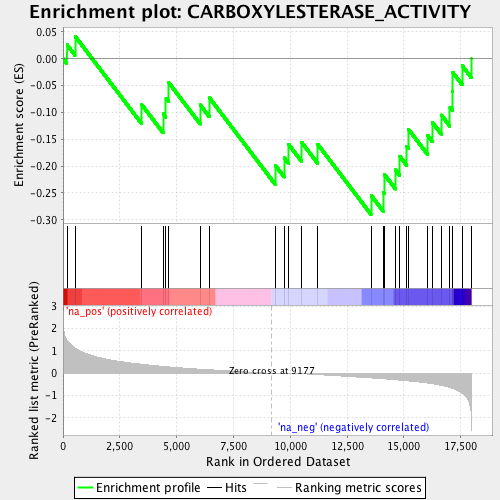 Enrichment plot: CARBOXYLESTERASE_ACTIVITY
Enrichment score (ES)
0.05
0.00
-0.05
-0.10
-0.15
-0.20
-0.25
-0.30
'na_pos' (positively correlated)
Ranked list metric (PreRanked)
3
2
1
0
-1
-2
Zero cross at 9177
'na_neg' (negatively correlated)
0
2,500
5,000
7,500
10,000
12,500
15,000
17,500
Rank in Ordered Dataset
Enrichment profile
Hits
Ranking metric scores